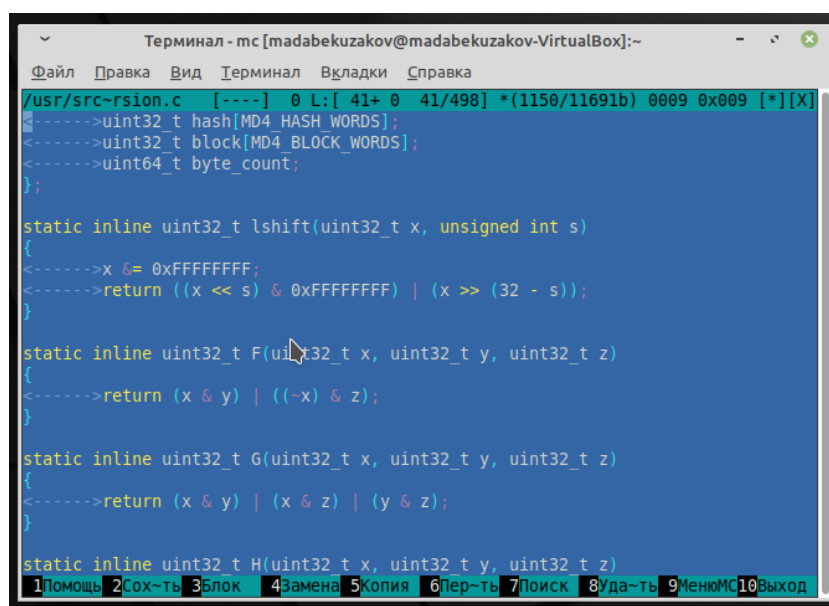 Терминал - mc [madabekuzakov@madabekuzakov-VirtualBox]:~
Файл Правка Вид Терминал Вкладки Справка
/usr/src~rsion.c [----] 0 L:[ 41+ 0 41/498] *(1150/11691b) 0009 0x009 [*][X]
<------>uint32_t hash[MD4_HASH_WORDS];
<------>uint32_t block[MD4_BLOCK_WORDS];
<------>uint64_t byte_count;
};
static inline uint32_t lshift(uint32_t x, unsigned int s)
{
<------>x &= 0xFFFFFFFF;
<------>return ((x << s) & 0xFFFFFFFF) | (x >> (32 - s));
}
static inline uint32_t F(uint32_t x, uint32_t y, uint32_t z)
{
<------>return (x & y) | ((~x) & z);
}
static inline uint32_t G(uint32_t x, uint32_t y, uint32_t z)
{
<------>return (x & y) | (x & z) | (y & z);
}
static inline uint32_t H(uint32_t x, uint32_t y, uint32_t z)
1Помощь 2Сох~ть 3Блок 4Замена 5Копия 6Пер~ть 7Поиск 8Уда~ть 9МенюMC 10Выход